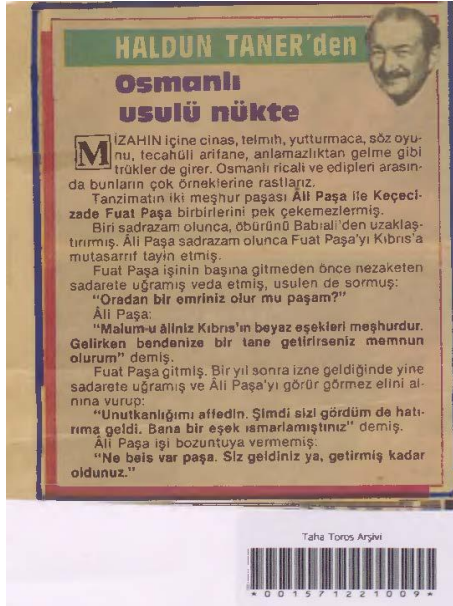 HALDUN TANER'den
Osmanlı
usulü nükte
MİZAHIN içine cinas, telmih, yutturmaca, söz oyu-
nu, tecahüli arifane, anlamazlıktan gelme gibi
trükler de girer. Osmanlı ricali ve edipleri arasın-
da bunların çok örneklerine rastlarız.
Tanzimatın iki meşhur paşası Âli Paşa ile Keçeci-
zade Fuat Paşa birbirlerini pek çekemezlermiş.
Biri sadrazam olunca, öbürünü Babıali'den uzaklaş-
tırırmış. Âli Paşa sadrazam olunca Fuat Paşa'yı Kıbrıs'a
mutasarrıf tayin etmiş.
Fuat Paşa işinin başına gitmeden önce nezaketen
sadarete uğramış veda etmiş, usulen de sormuş:
"Oradan bir emriniz olur mu paşam?"
Âli Paşa:
"Malum-u âliniz Kıbrıs'ın beyaz eşekleri meşhurdur.
Gelirken bendenize bir tane getirirseniz memnun
olurum" demiş.
Fuat Paşa gitmiş. Bir yıl sonra izne geldiğinde yine
sadarete uğramış ve Âli Paşa'yı görür görmez elini al-
nına vurup:
"Unutkanlığımı affedin. Şimdi sizi gördüm de hatı-
rıma geldi. Bana bir eşek ısmarlamıştınız" demiş.
Âli Paşa işi bozuntuya vermemiş:
"Ne beis var paşa. Siz geldiniz ya, getirmiş kadar
oldunuz."
Taha Toros Arşivi
*001571221009*